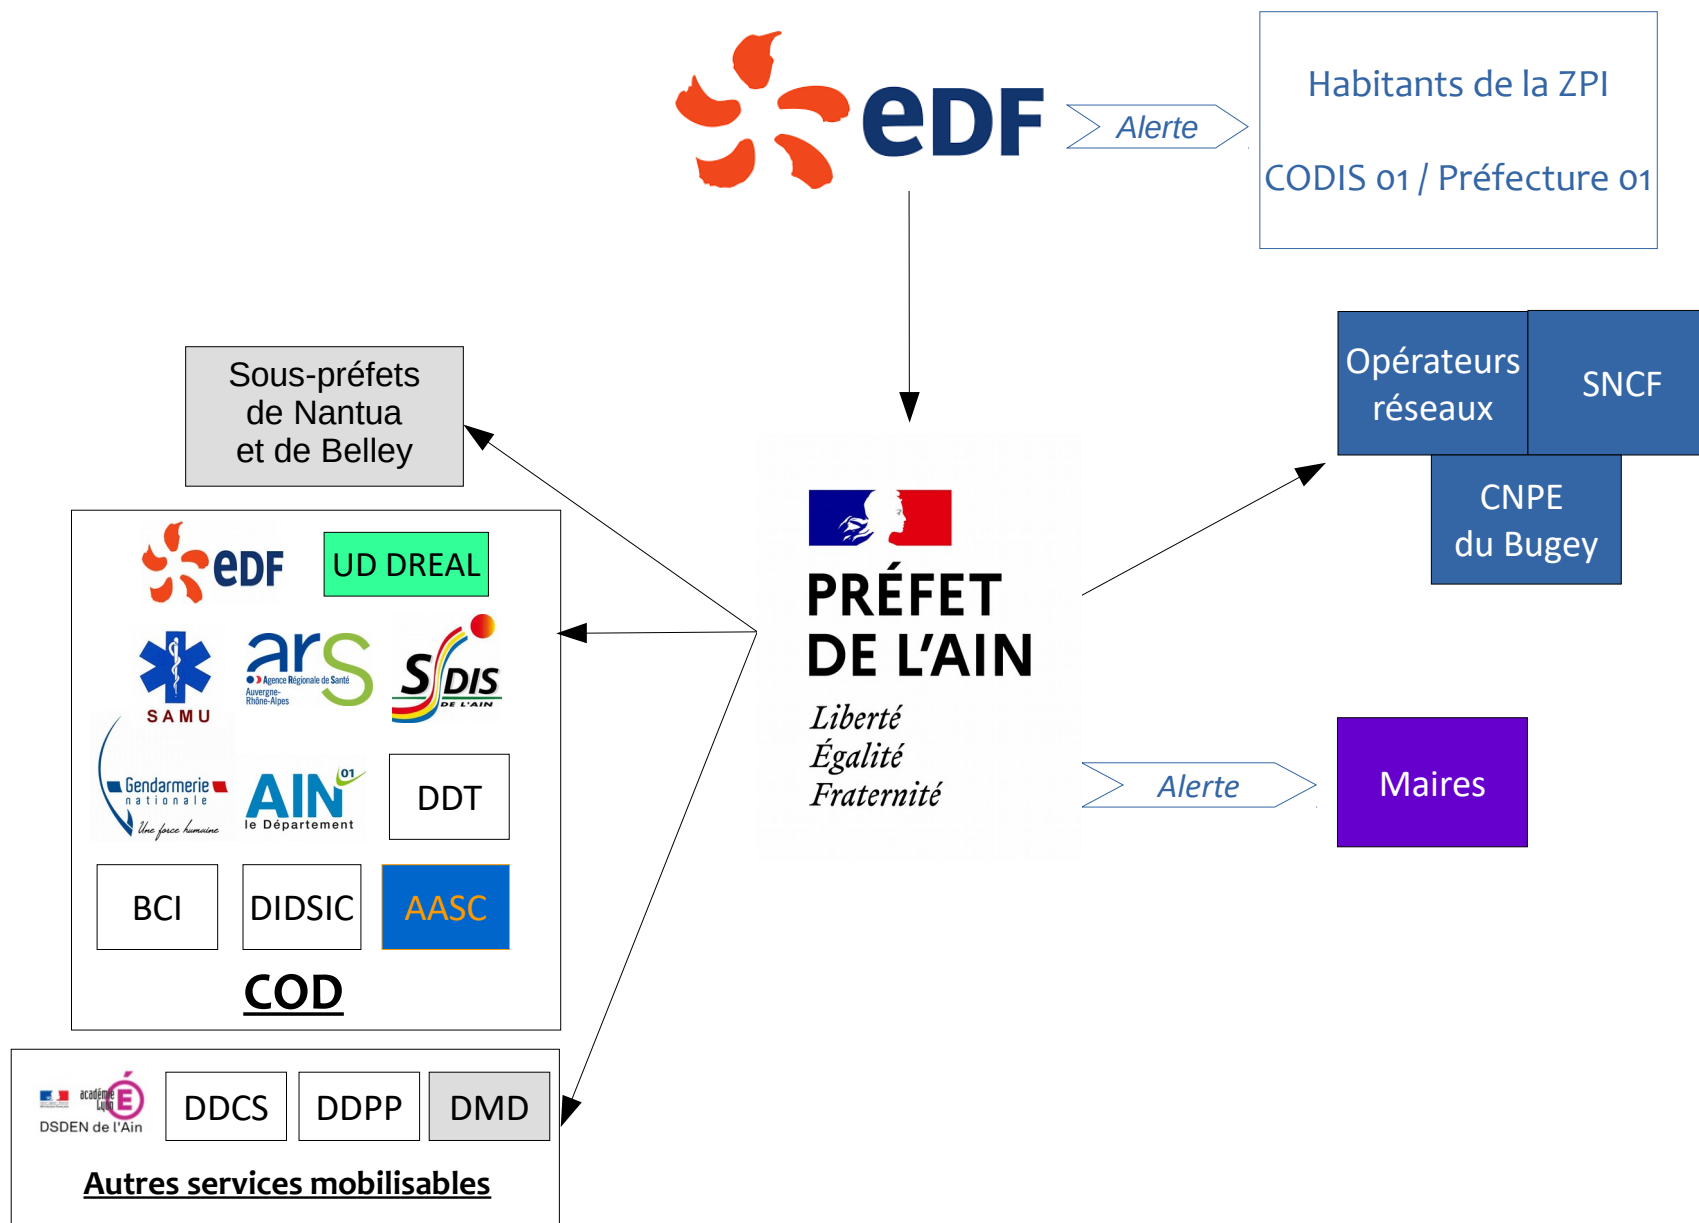 eDF
Alerte
Habitants de la ZPI
CODIS 01 / Préfecture 01
Opérateurs
réseaux
SNCF
CNPE
du Bugey
Sous-préfets
de Nantua
et de Belley
PRÉFET
DE L'AIN
Liberté
Égalité
Fraternité
Alerte
Maires
eDF
UD DREAL
SAMU
ars
Agence Régionale de Santé
Auvergne-
Rhône-Alpes
SDIS
DE L'AIN
Gendarmerie
nationale
Une force humaine
AIN 01
le Département
DDT
BCI
DIDSIC
AASC
COD
académie
Lyon
É
DSDEN de l'Ain
DDCS
DDPP
DMD
Autres services mobilisables